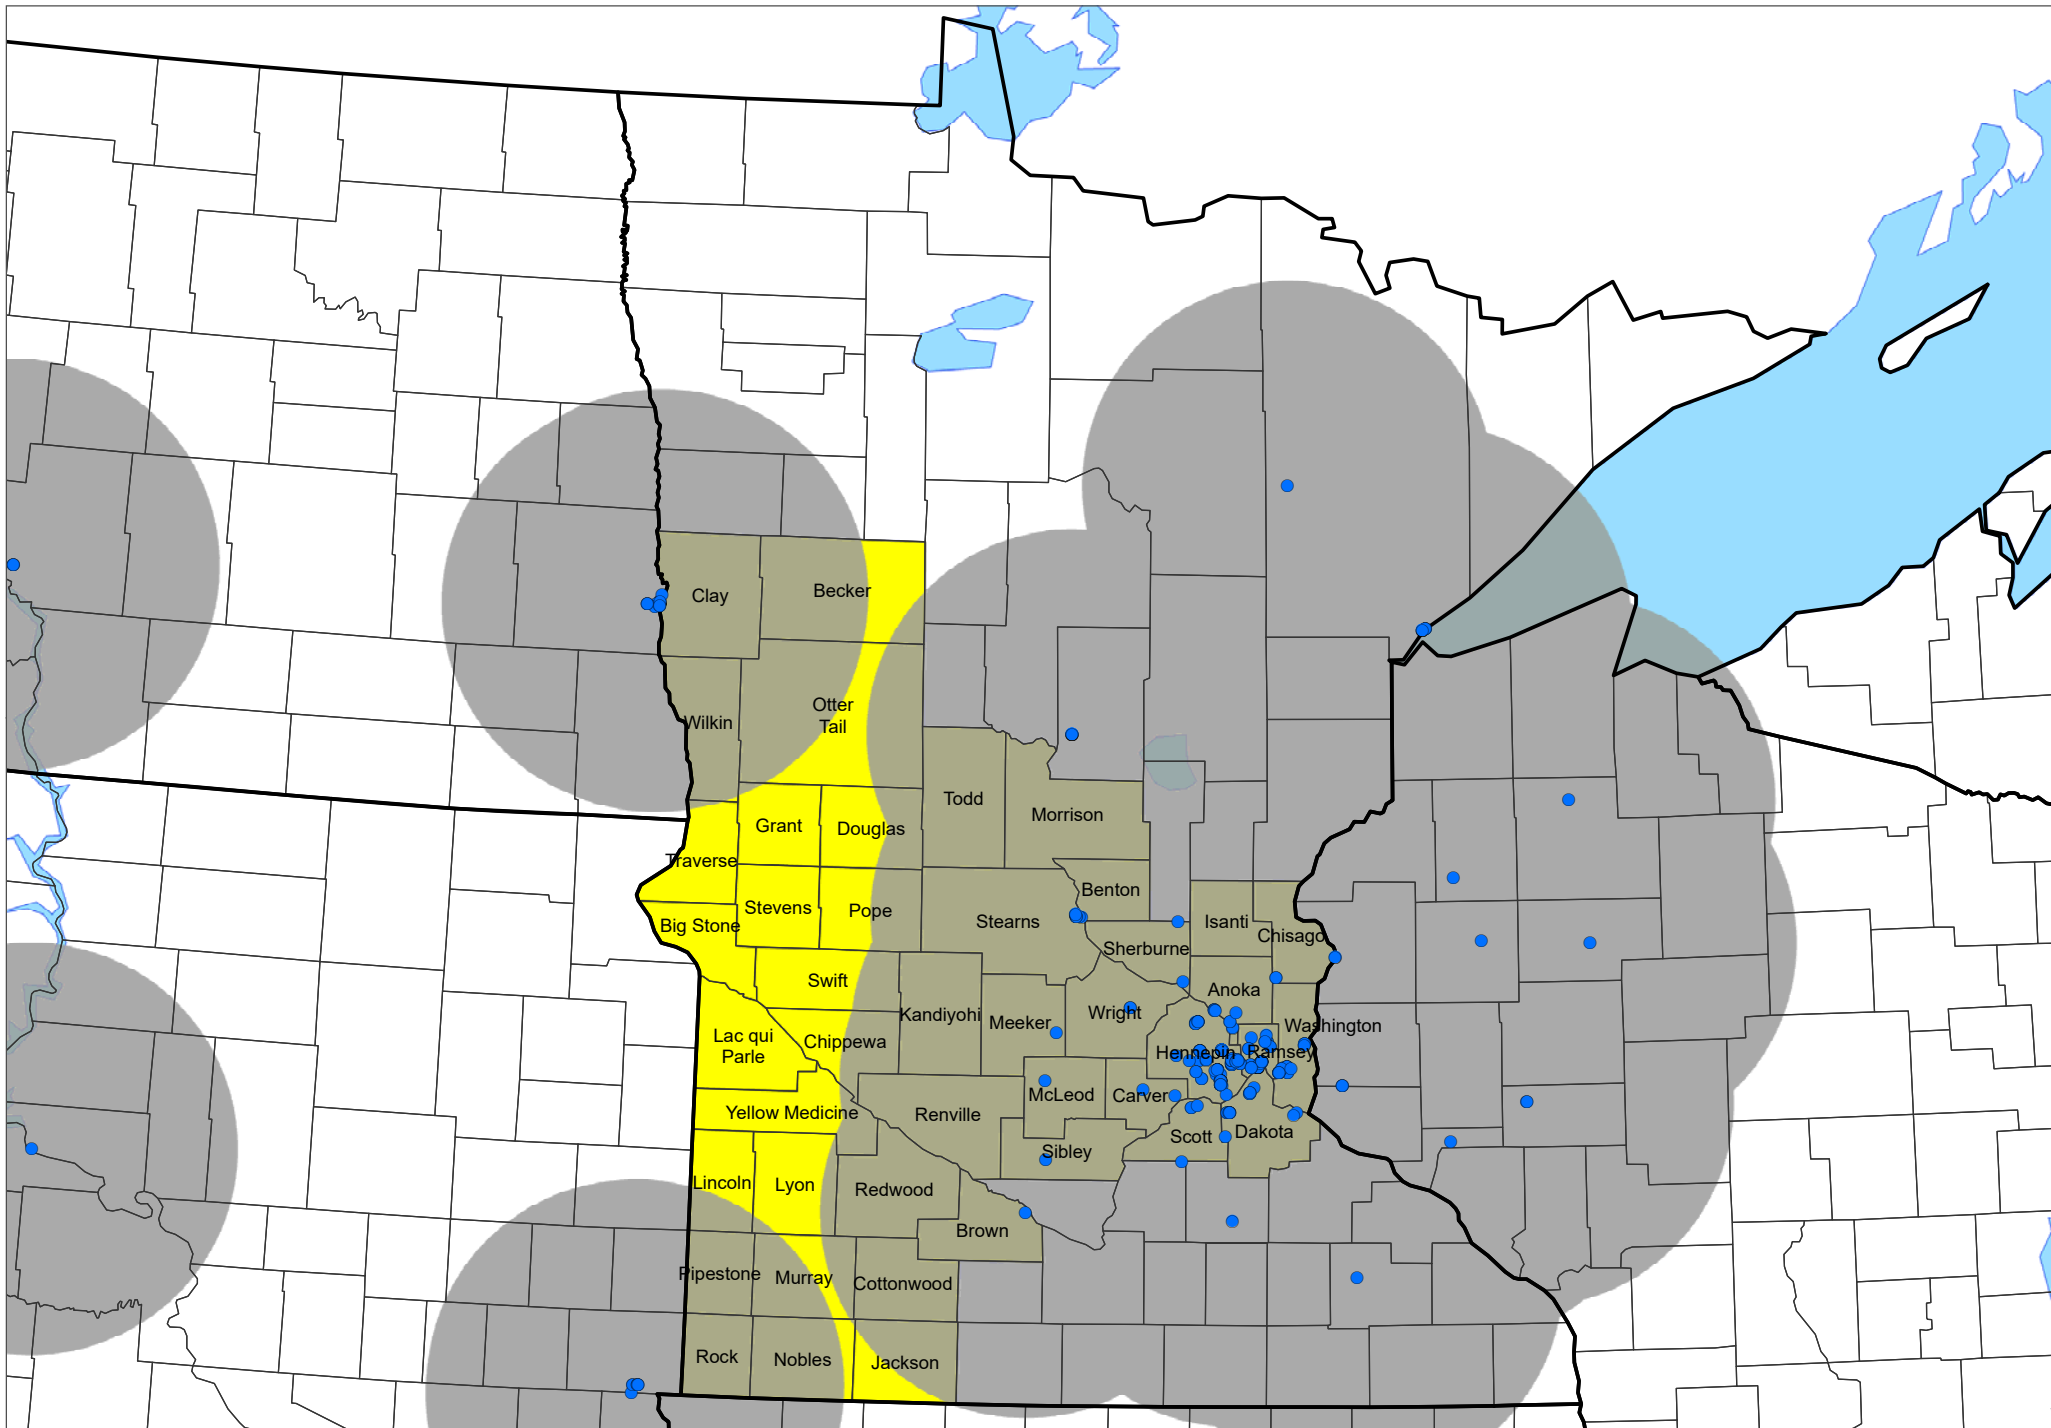 Clay
Becker
Otter
Tail
Wilkin
Todd
Morrison
Grant
Douglas
Traverse
Benton
Stevens
Pope
Stearns
Isanti
Big Stone
Chisago
Sherburne
Swift
Anoka
Kandiyohi
Meeker
Wright
Washington
Lac qui
Parle
Chippewa
Hennepin
Ramsey
McLeod
Carver
Yellow Medicine
Renville
Scott
Dakota
Sibley
Lincoln
Lyon
Redwood
Brown
Pipestone
Murray
Cottonwood
Rock
Nobles
Jackson